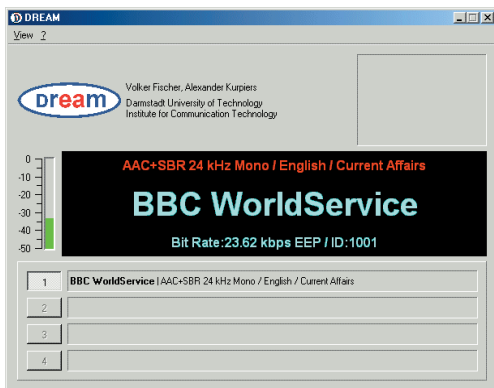 DREAM
View ?
Dream
Volker Fischer, Alexander Kurpiers
Darmstadt University of Technology
Institute for Communication Technology
0
-10
-20
-30
-40
-50
AAC+SBR 24 kHz Mono / English / Current Affairs
BBC WorldService
Bit Rate:23.62 kbps EEP / ID:1001
1 BBC WorldService | AAC+SBR 24 kHz Mono / English / Current Affairs
2
3
4